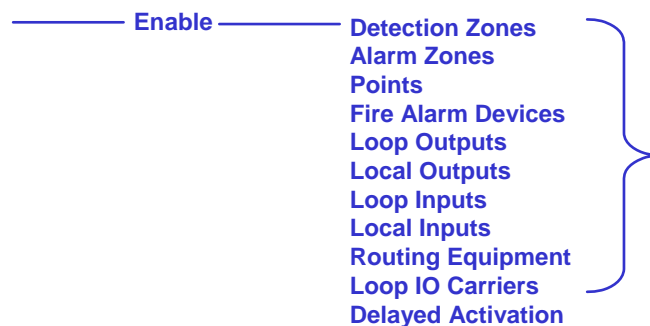 Enable
Detection Zones
Alarm Zones
Points
Fire Alarm Devices
Loop Outputs
Local Outputs
Loop Inputs
Local Inputs
Routing Equipment
Loop IO Carriers
Delayed Activation